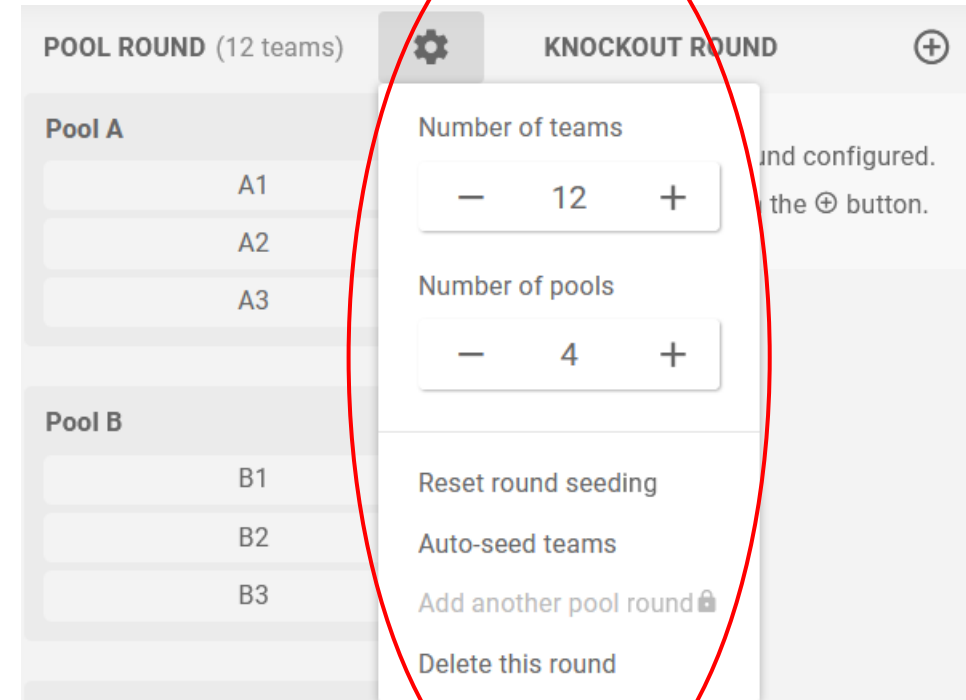 POOL ROUND (12 teams)
KNOCKOUT ROUND
Pool A
A1
A2
A3
Pool B
B1
B2
B3
Number of teams
− 12 +
Number of pools
− 4 +
Reset round seeding
Auto-seed teams
Add another pool round
Delete this round
configured.
the ⊕ button.